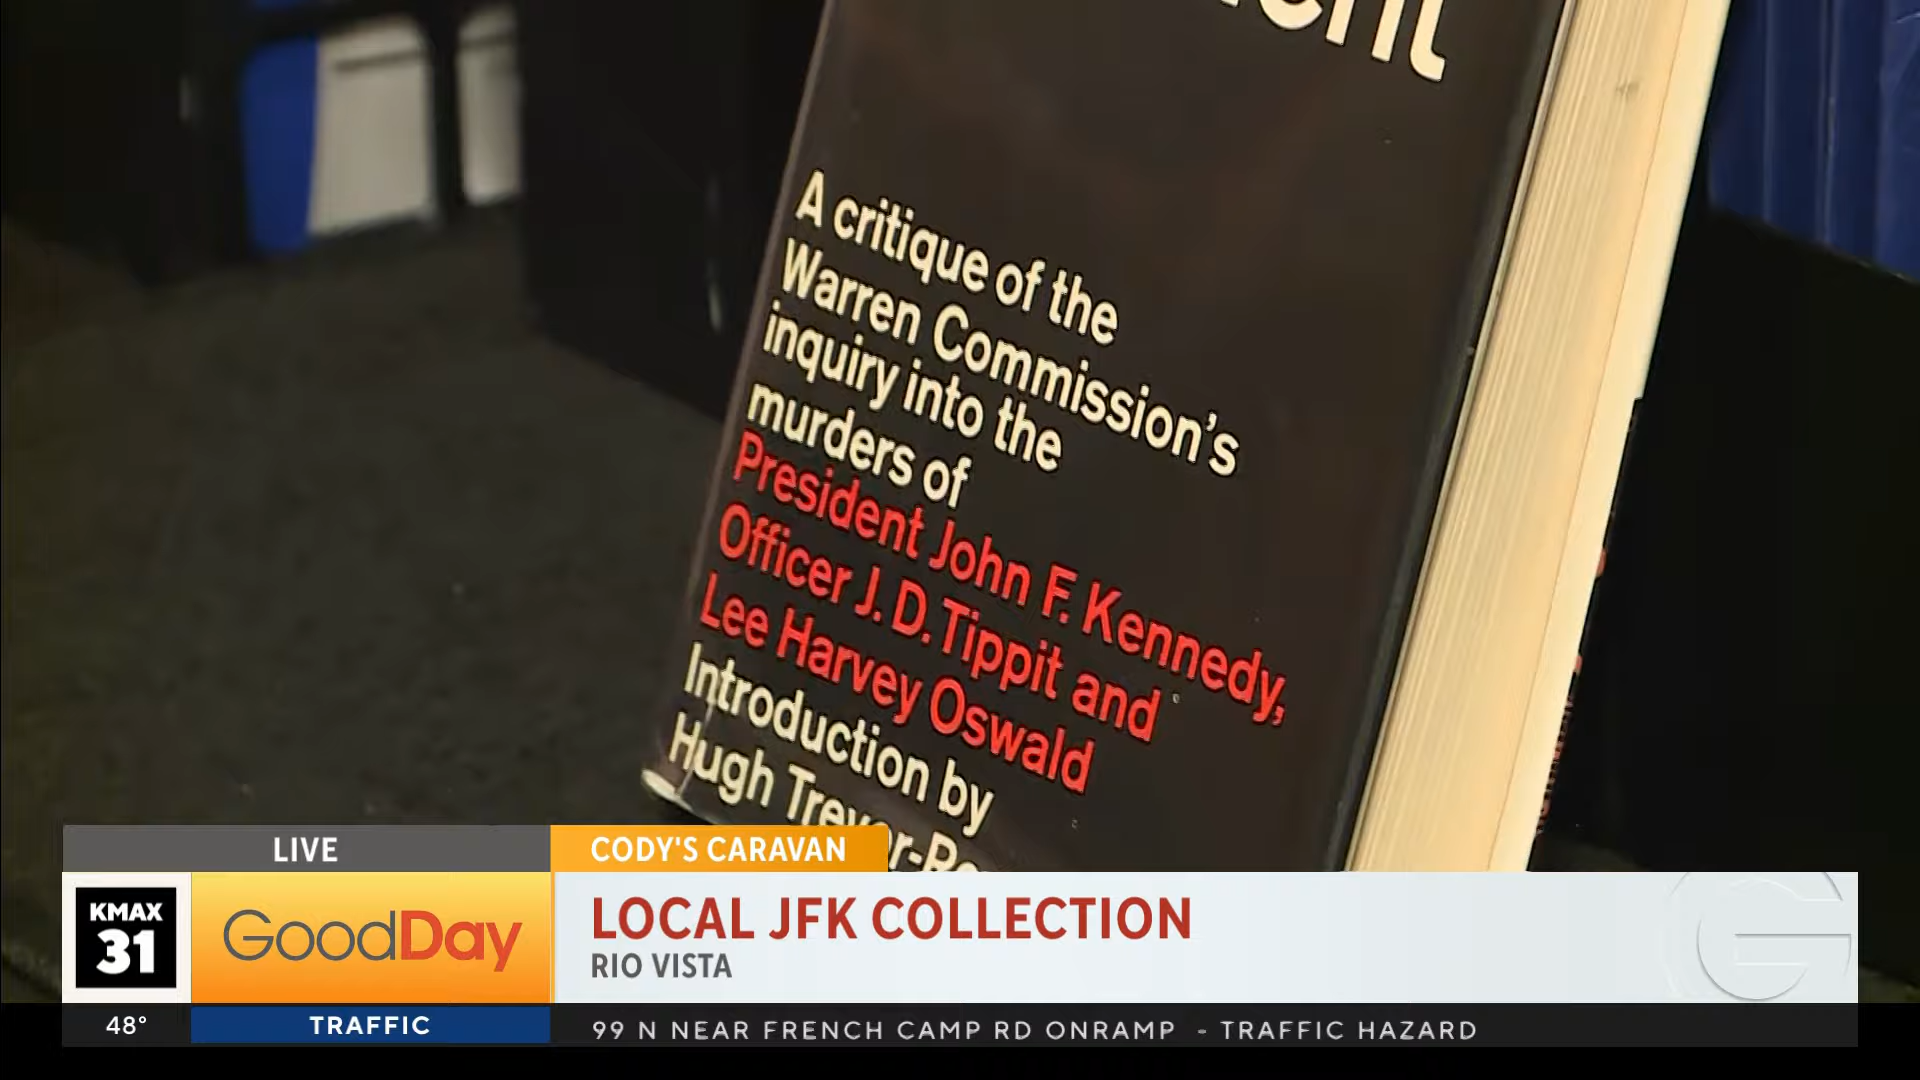 A critique of the
Warren Commission's
inquiry into the
murders of
President John F. Kennedy,
Officer J. D. Tippit and
Lee Harvey Oswald
Introduction by
Hugh
LIVE
CODY'S CARAVAN
KMAX
31
GoodDay
LOCAL JFK COLLECTION
RIO VISTA
48°
TRAFFIC
99 N NEAR FRENCH CAMP RD ONRAMP - TRAFFIC HAZARD